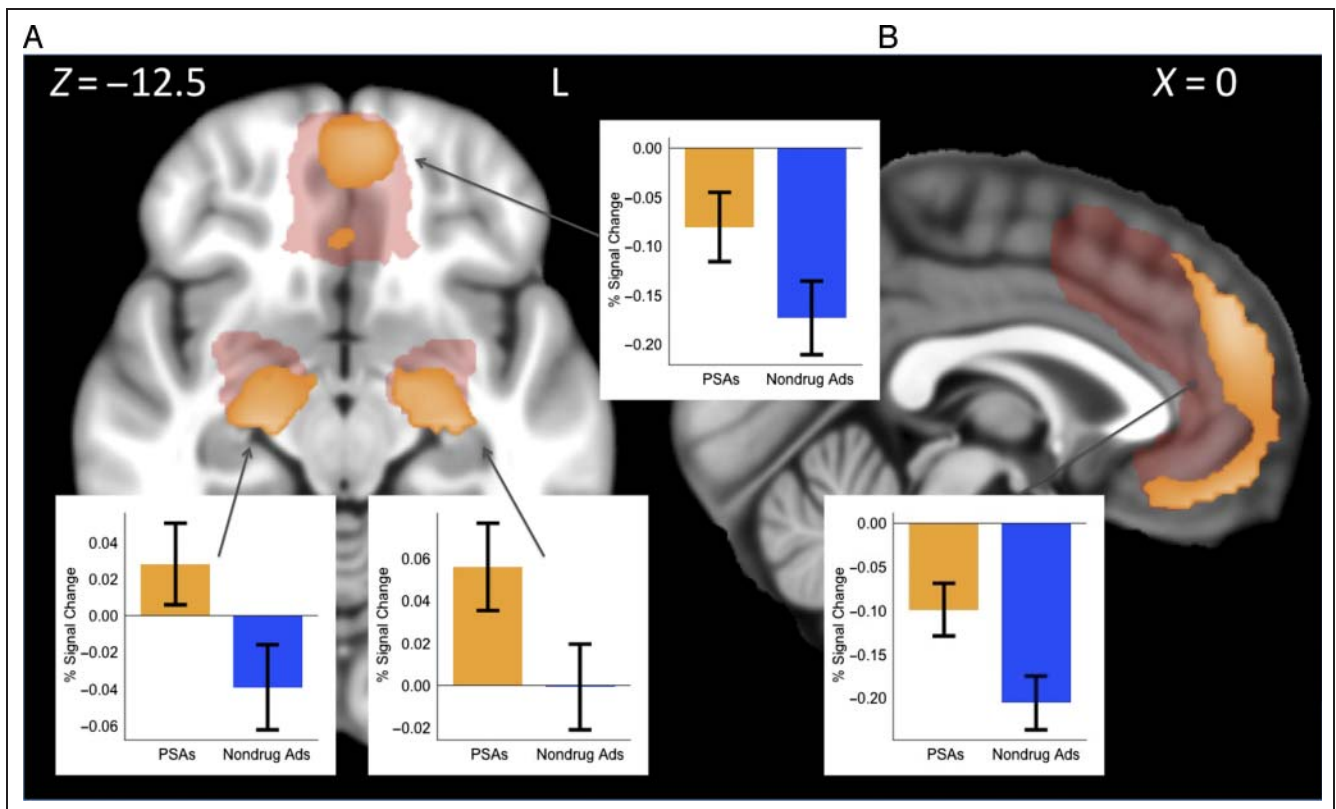 A
B
Z = −12.5
L
X = 0
0.00
−0.05
−0.10
−0.15
−0.20
% Signal Change
PSAs Nondrug Ads
0.04
0.02
0.00
−0.02
−0.04
−0.06
% Signal Change
PSAs Nondrug Ads
0.06
0.04
0.02
0.00
−0.02
% Signal Change
PSAs Nondrug Ads
0.00
−0.05
−0.10
−0.15
−0.20
% Signal Change
PSAs Nondrug Ads